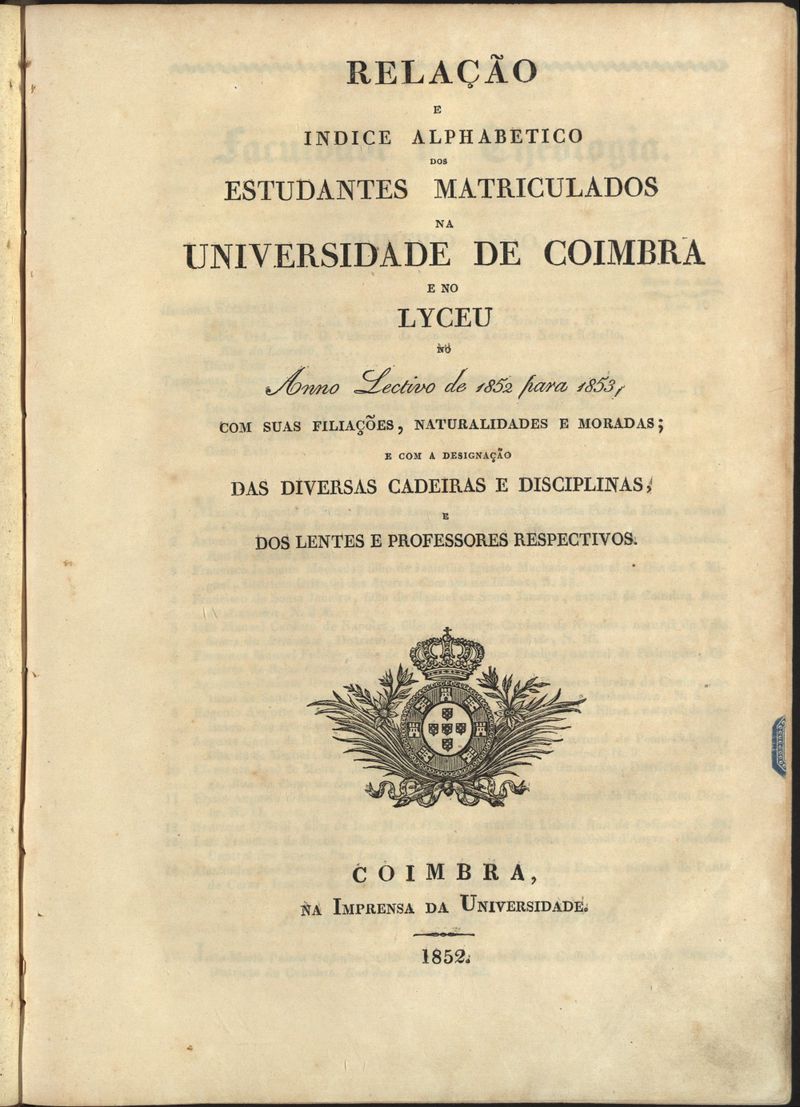 RELAÇÃO
E
INDICE ALPHABETICO
DOS
ESTUDANTES MATRICULADOS
NA
UNIVERSIDADE DE COIMBRA
E NO
LYCEU
NO
Anno Lectivo de 1852 para 1853,
COM SUAS FILIAÇÕES, NATURALIDADES E MORADAS;
E COM A DESIGNAÇÃO
DAS DIVERSAS CADEIRAS E DISCIPLINAS,
E
DOS LENTES E PROFESSORES RESPECTIVOS.
COIMBRA,
NA IMPRENSA DA UNIVERSIDADE.
1852.